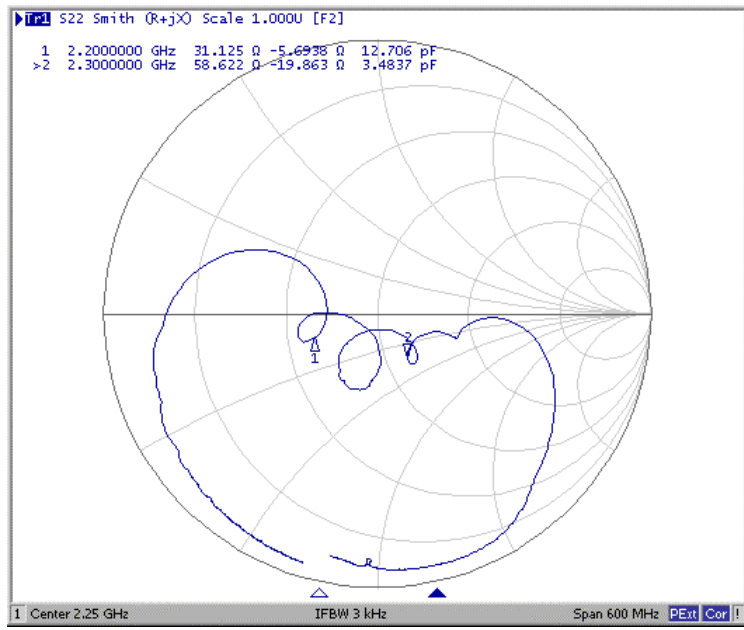 Tr1 S22 Smith (R+jX) Scale 1.000U [F2]
1 2.2000000 GHz 31.125 Ω -5.6938 Ω 12.706 pF
>2 2.3000000 GHz 58.622 Ω -19.863 Ω 3.4837 pF
2
1
R
1 Center 2.25 GHz IFBW 3 kHz Span 600 MHz PExt Cor !